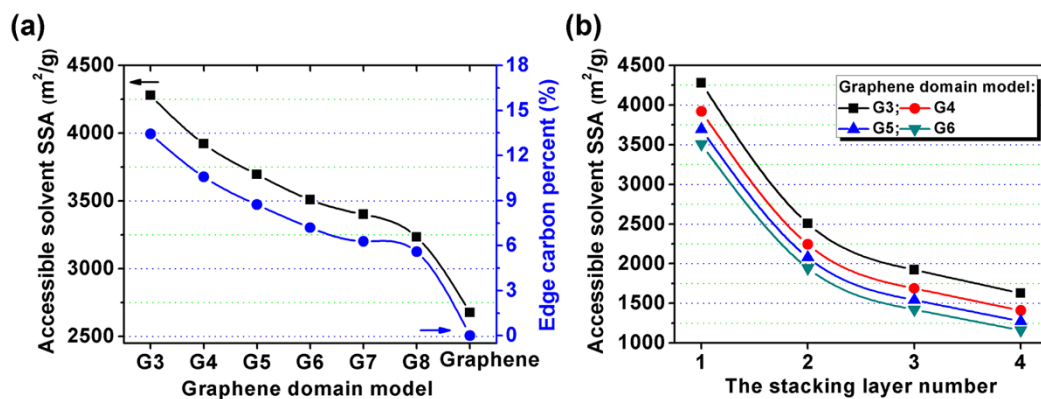 (a)
Accessible solvent SSA (m²/g)
4500
4000
3500
3000
2500
18
15
12
9
6
3
0
Edge carbon percent (%)
G3 G4 G5 G6 G7 G8 Graphene
Graphene domain model
(b)
Accessible solvent SSA (m²/g)
4500
4000
3500
3000
2500
2000
1500
1000
Graphene domain model:
G3; G4
G5; G6
1 2 3 4
The stacking layer number